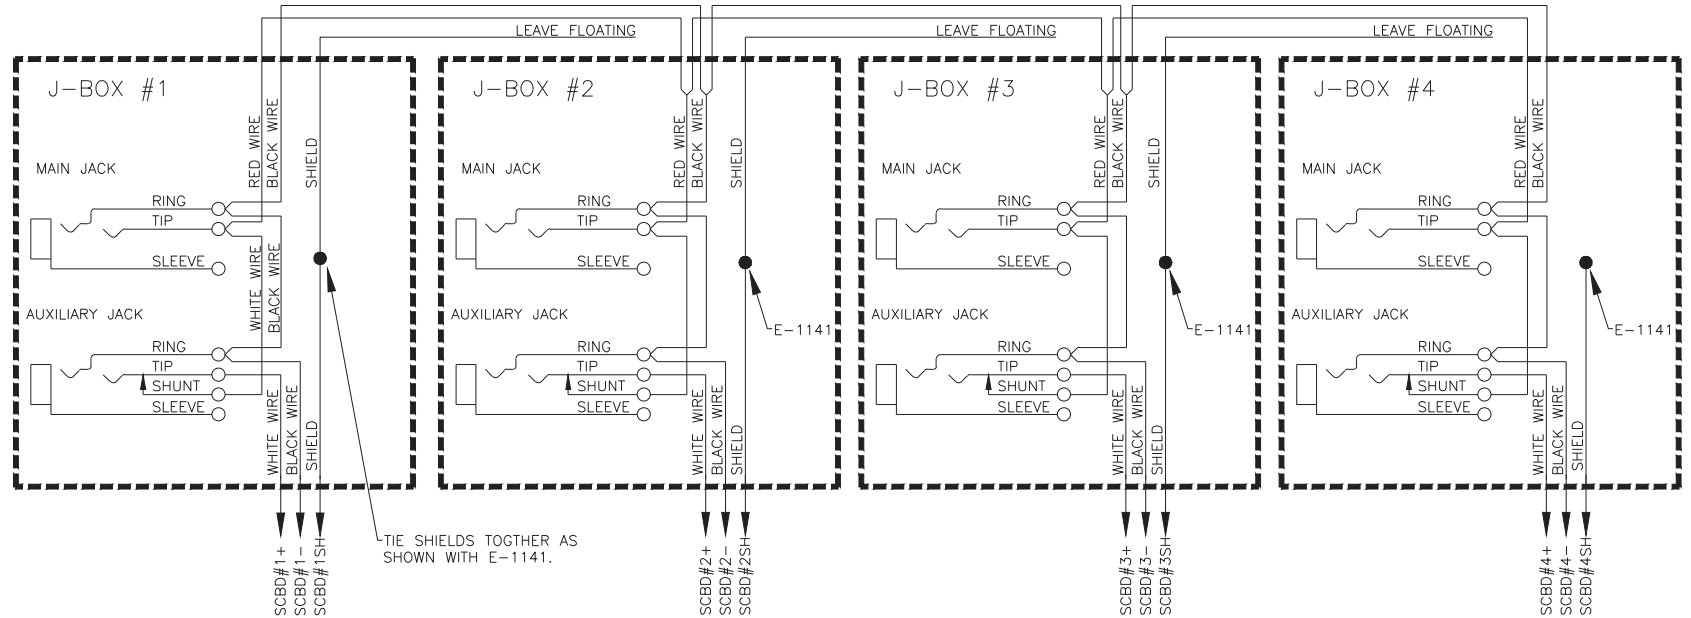 LEAVE FLOATING
LEAVE FLOATING
LEAVE FLOATING
J-BOX #1
RED WIRE
BLACK WIRE
SHIELD
MAIN JACK
RING
TIP
SLEEVE
WHITE WIRE
BLACK WIRE
AUXILIARY JACK
RING
TIP
SHUNT
SLEEVE
WHITE WIRE
BLACK WIRE
SHIELD
SCBD#1+
SCBD#1-
SCBD#1SH
TIE SHIELDS TOGTHER AS
SHOWN WITH E-1141.
J-BOX #2
RED WIRE
BLACK WIRE
SHIELD
MAIN JACK
RING
TIP
SLEEVE
AUXILIARY JACK
E-1141
RING
TIP
SHUNT
SLEEVE
WHITE WIRE
BLACK WIRE
SHIELD
SCBD#2+
SCBD#2-
SCBD#2SH
J-BOX #3
RED WIRE
BLACK WIRE
SHIELD
MAIN JACK
RING
TIP
SLEEVE
AUXILIARY JACK
E-1141
RING
TIP
SHUNT
SLEEVE
WHITE WIRE
BLACK WIRE
SHIELD
SCBD#3+
SCBD#3-
SCBD#3SH
J-BOX #4
RED WIRE
BLACK WIRE
MAIN JACK
RING
TIP
SLEEVE
AUXILIARY JACK
E-1141
RING
TIP
SHUNT
SLEEVE
WHITE WIRE
BLACK WIRE
SHIELD
SCBD#4+
SCBD#4-
SCBD#4SH